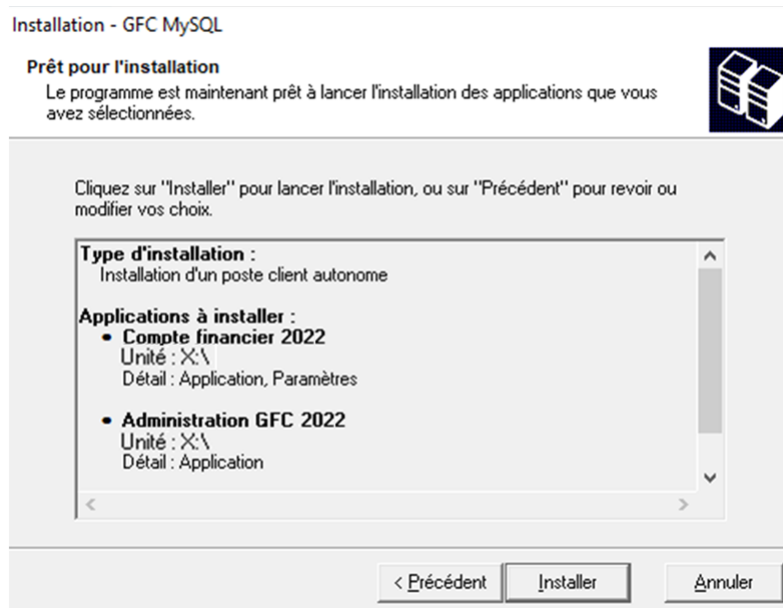 Installation - GFC MySQL
Prêt pour l'installation
Le programme est maintenant prêt à lancer l'installation des applications que vous
avez sélectionnées.
Cliquez sur "Installer" pour lancer l'installation, ou sur "Précédent" pour revoir ou
modifier vos choix.
Type d'installation :
Installation d'un poste client autonome
Applications à installer :
• Compte financier 2022
Unité : X:\
Détail : Application, Paramètres
• Administration GFC 2022
Unité : X:\
Détail : Application
< Précédent Installer Annuler